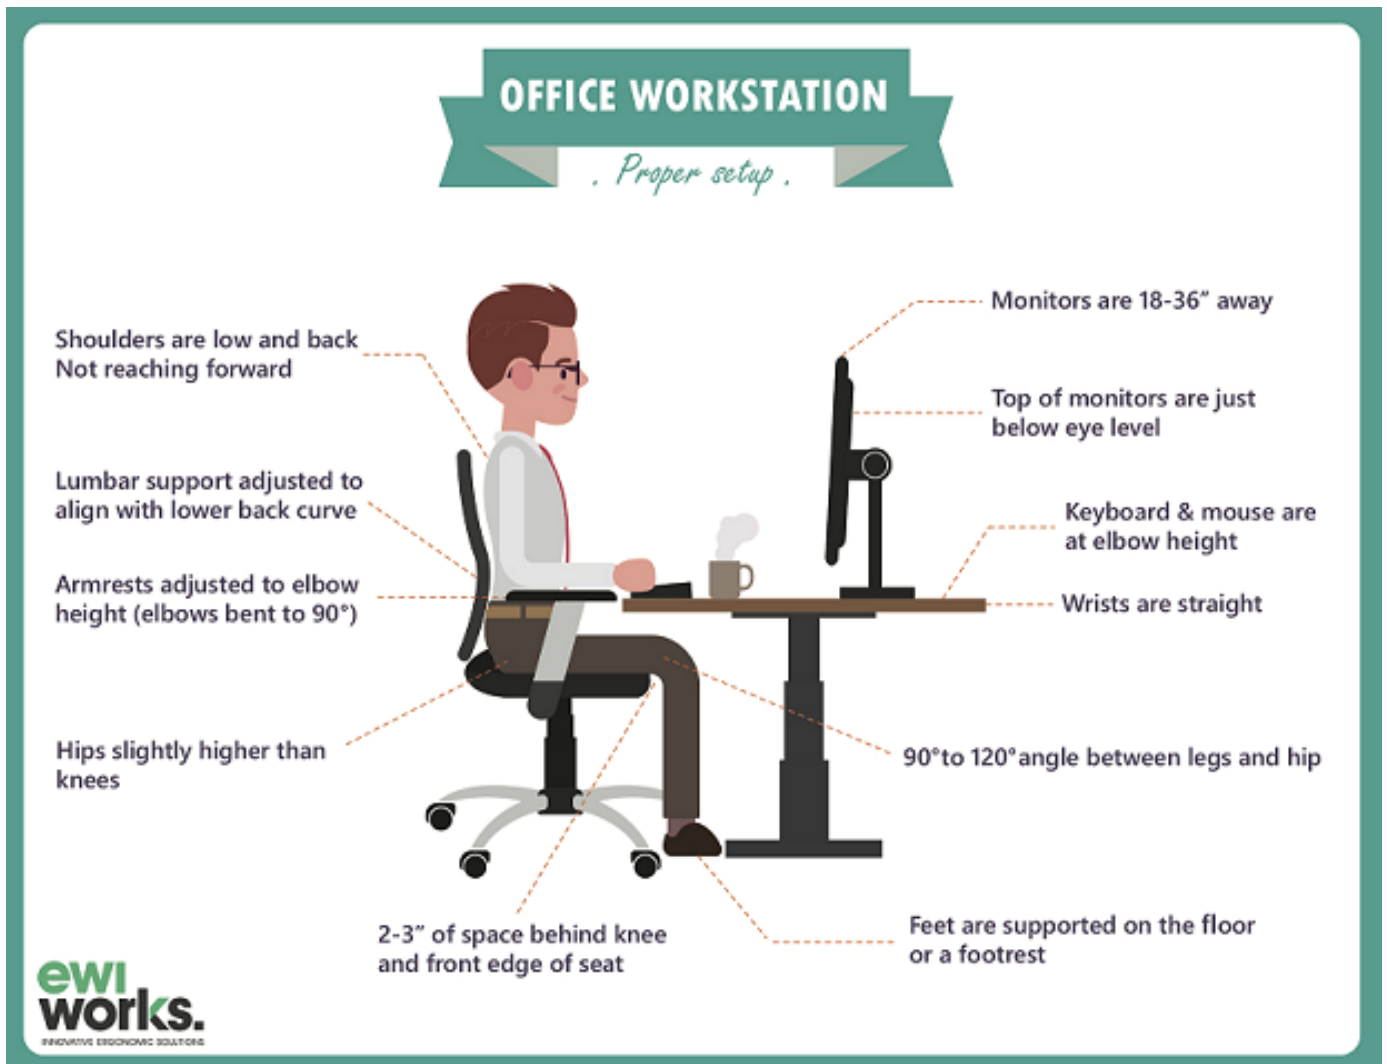 OFFICE WORKSTATION
. Proper setup .
Shoulders are low and back
Not reaching forward
Lumbar support adjusted to
align with lower back curve
Armrests adjusted to elbow
height (elbows bent to 90°)
Hips slightly higher than
knees
2-3” of space behind knee
and front edge of seat
Monitors are 18-36” away
Top of monitors are just
below eye level
Keyboard & mouse are
at elbow height
Wrists are straight
90°to 120°angle between legs and hip
Feet are supported on the floor
or a footrest
ewi
works.
INNOVATIVE ERGONOMIC SOLUTIONS